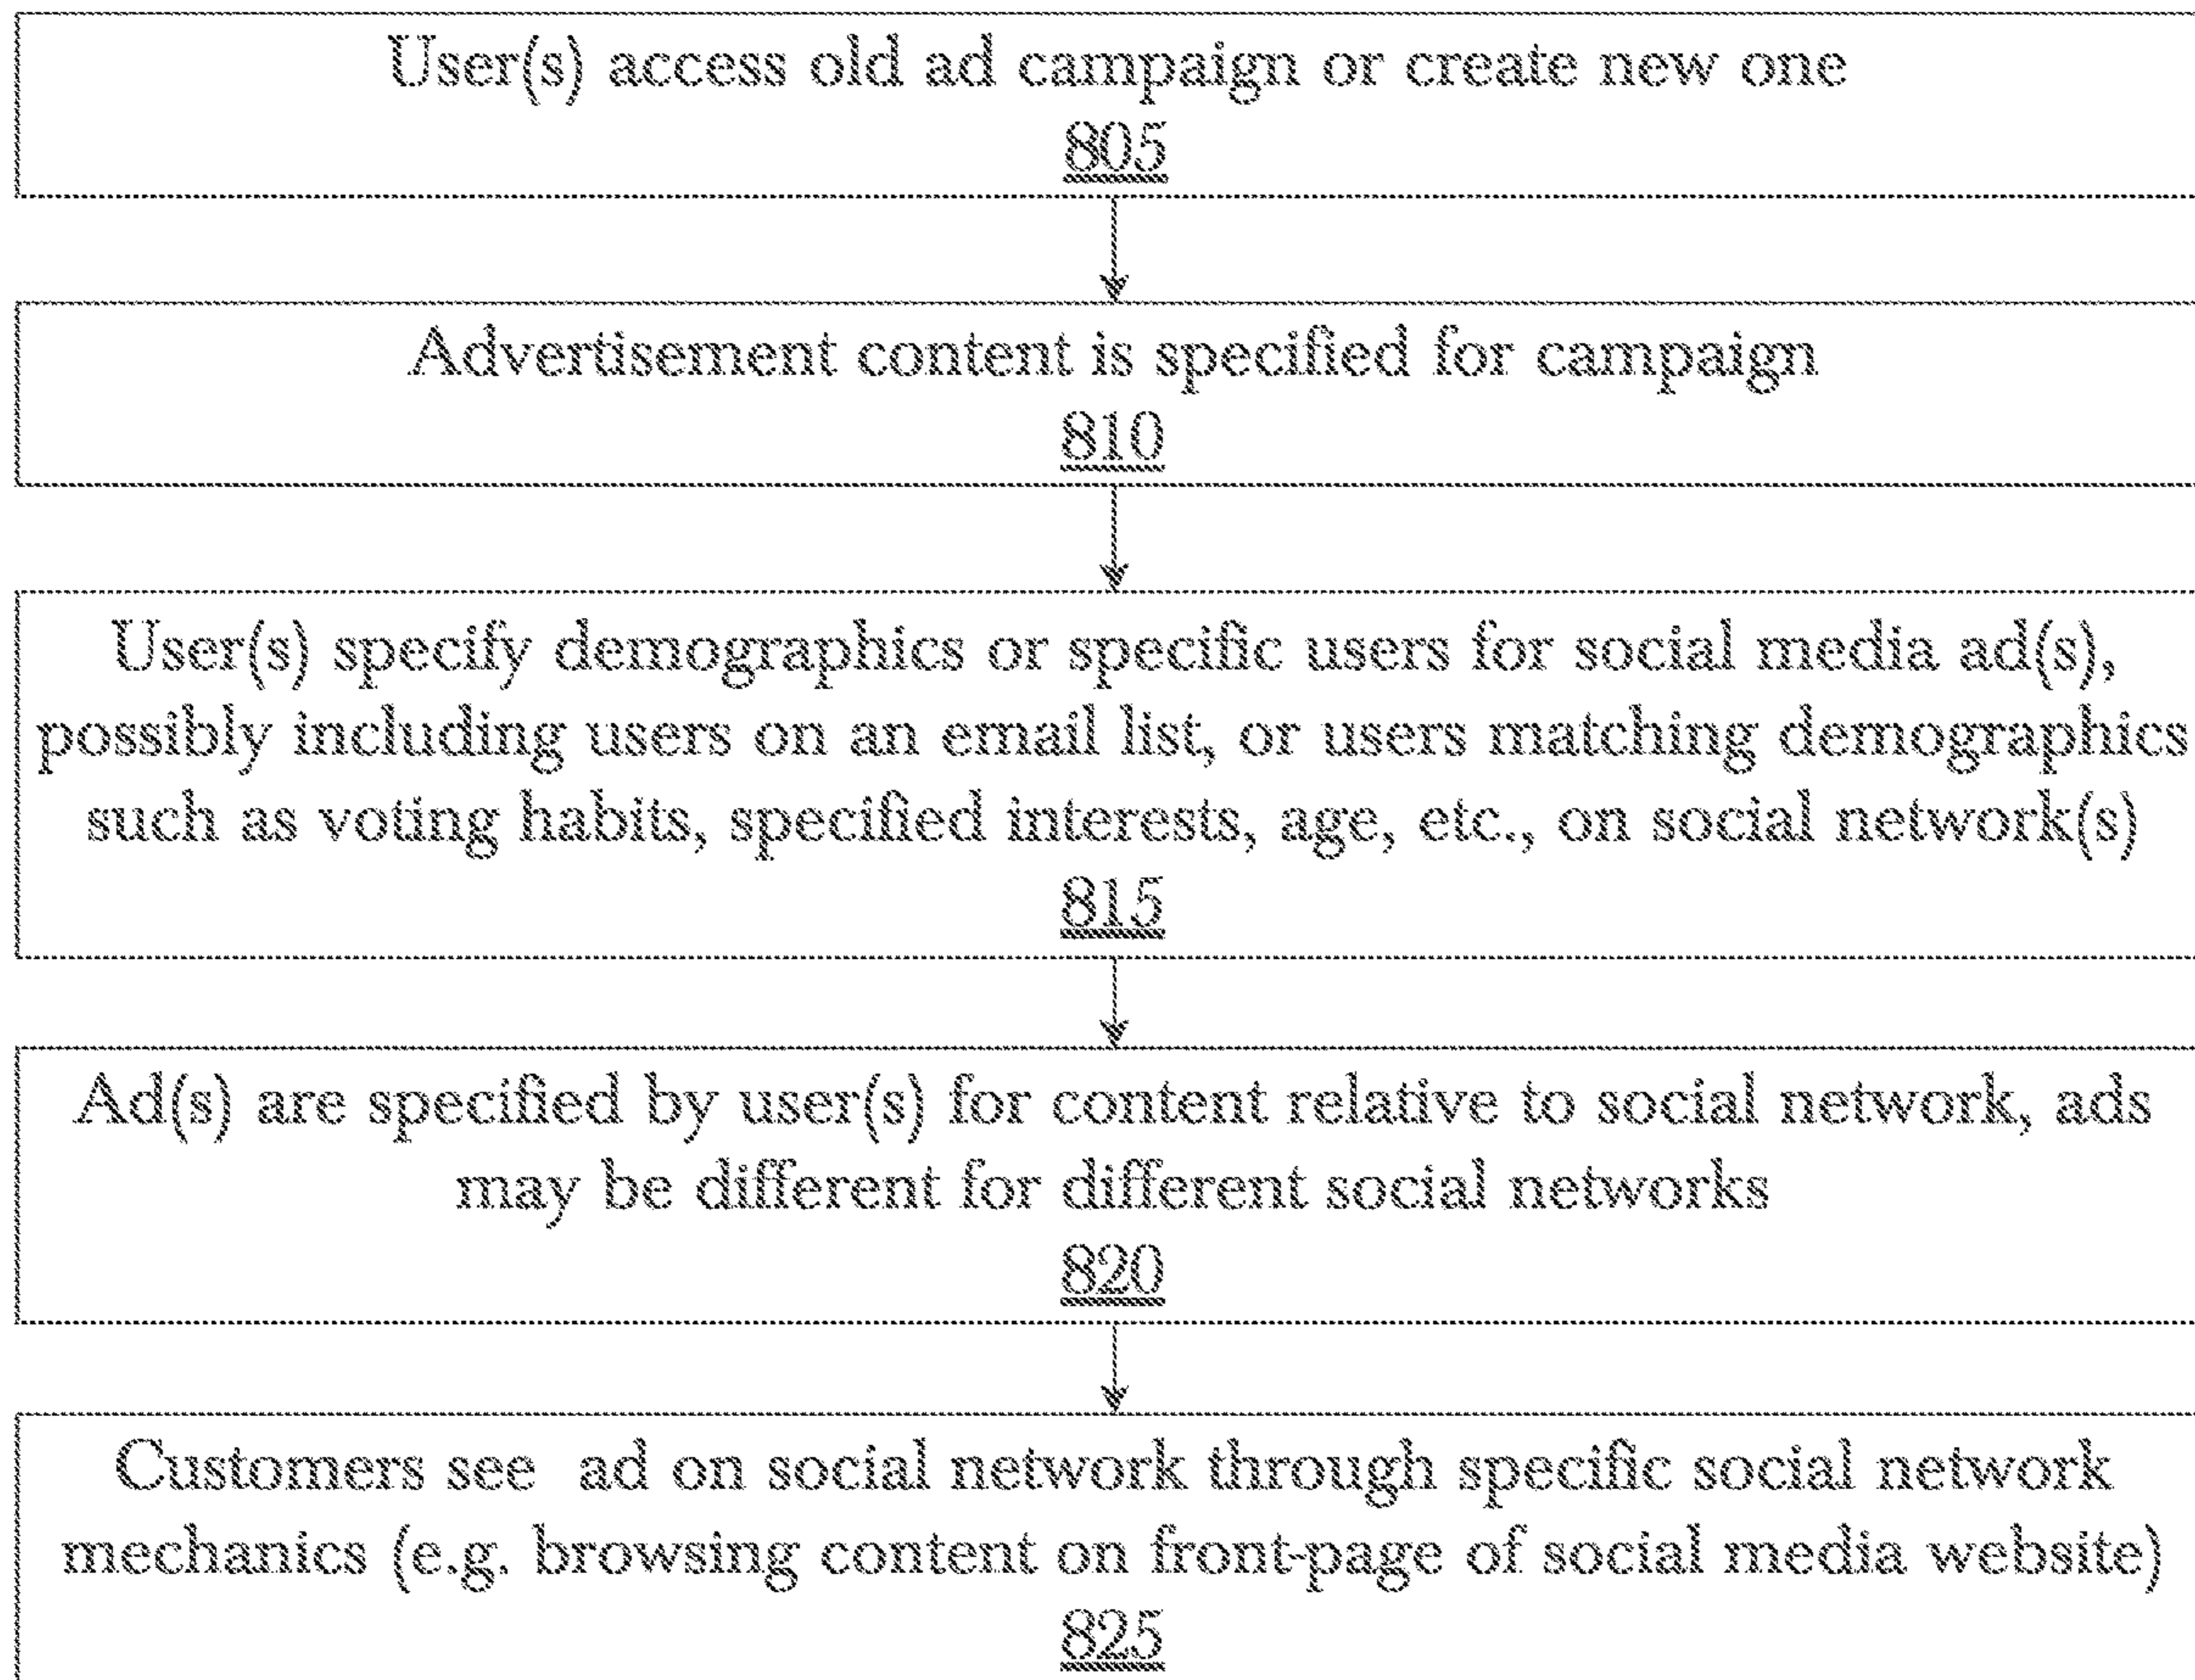 User(s) access old ad campaign or create new one
805
Advertisement content is specified for campaign
810
User(s) specify demographics or specific users for social media ad(s),
possibly including users on an email list, or users matching demographics
such as voting habits, specified interests, age, etc., on social network(s)
815
Ad(s) are specified by user(s) for content relative to social network, ads
may be different for different social networks
820
Customers see ad on social network through specific social network
mechanics (e.g. browsing content on front-page of social media website)
825